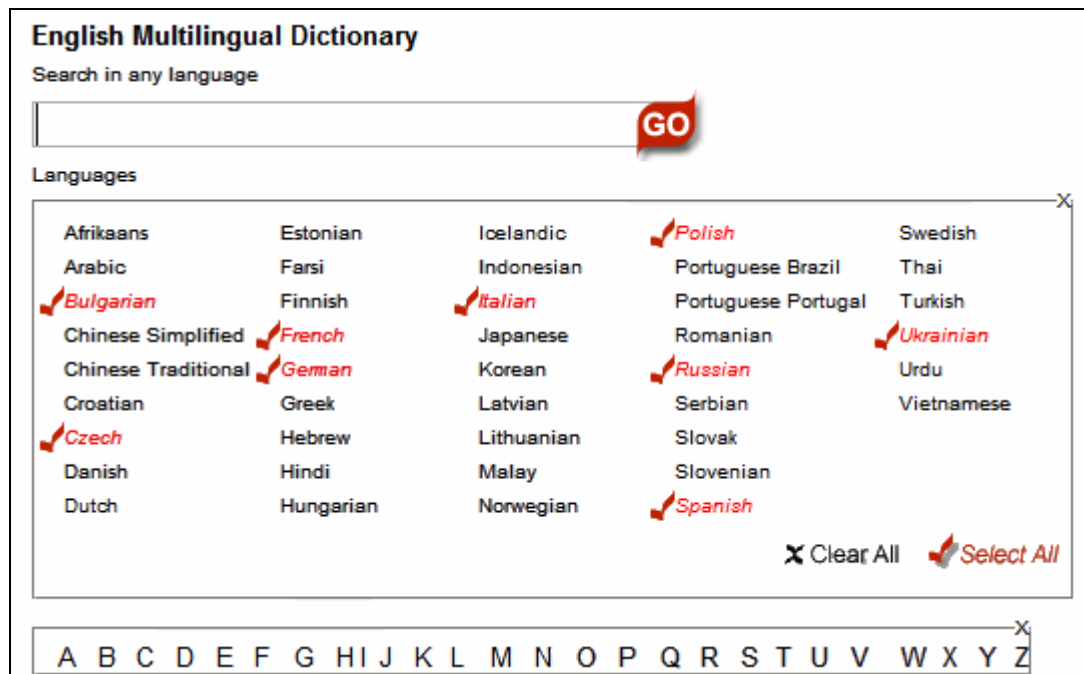 English Multilingual Dictionary
Search in any language
GO
Languages
X
Afrikaans Estonian Icelandic Polish Swedish
Arabic Farsi Indonesian Portuguese Brazil Thai
Bulgarian Finnish Italian Portuguese Portugal Turkish
Chinese Simplified French Japanese Romanian Ukrainian
Chinese Traditional German Korean Russian Urdu
Croatian Greek Latvian Serbian Vietnamese
Czech Hebrew Lithuanian Slovak
Danish Hindi Malay Slovenian
Dutch Hungarian Norwegian Spanish
X Clear All Select All
X
A B C D E F G H I J K L M N O P Q R S T U V W X Y Z